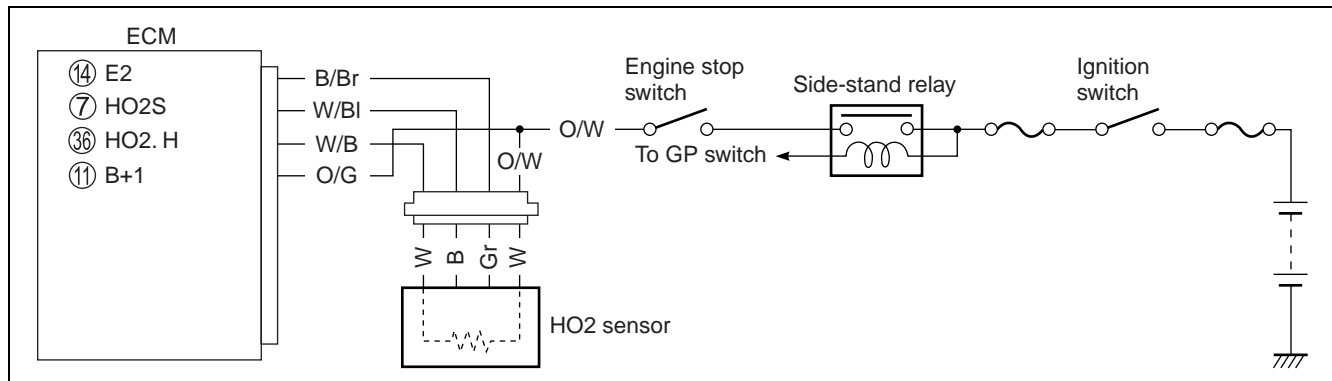 ECM
14 E2
7 HO2S
36 HO2. H
11 B+1
B/Br
W/Bl
W/B
O/G
O/W
O/W
Engine stop
switch
Side-stand relay
Ignition
switch
To GP switch
W
B
Gr
W
HO2 sensor